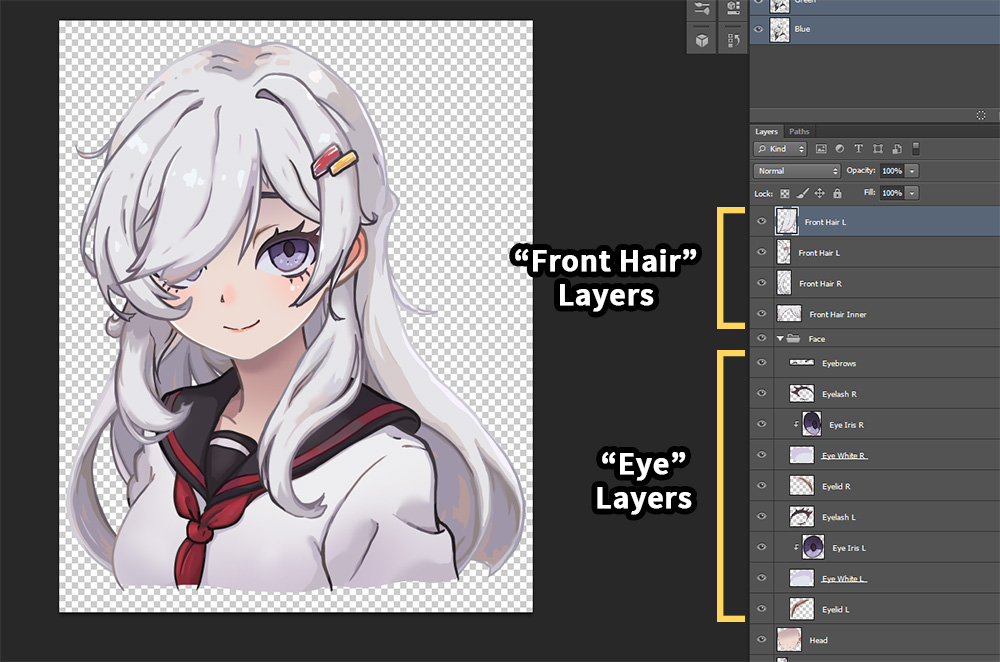 Green
Blue
Layers
Paths
Kind
Normal
Opacity: 100%
Lock:
Fill: 100%
Front Hair L
Front Hair L
Front Hair R
Front Hair Inner
Face
Eyebrows
Eyelash R
Eye Iris R
Eye White R
Eyelid R
Eyelash L
Eye Iris L
Eye White L
Eyelid L
Head
“Front Hair”
Layers
“Eye”
Layers